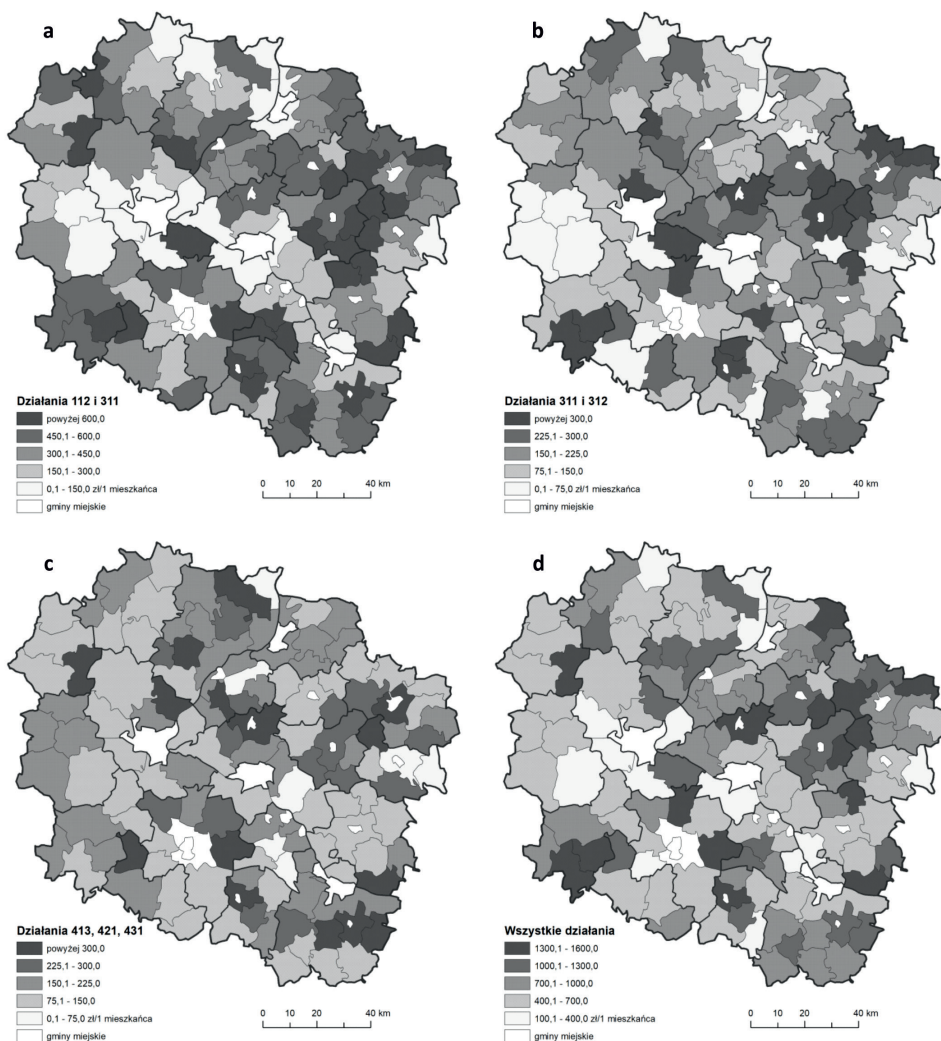 a
Działania 112 i 311
powyżej 600,0
450,1 - 600,0
300,1 - 450,0
150,1 - 300,0
0,1 - 150,0 zł/1 mieszkańca
gminy miejskie
0 10 20 40 km
b
Działania 311 i 312
powyżej 300,0
225,1 - 300,0
150,1 - 225,0
75,1 - 150,0
0,1 - 75,0 zł/1 mieszkańca
gminy miejskie
0 10 20 40 km
c
Działania 413, 421, 431
powyżej 300,0
225,1 - 300,0
150,1 - 225,0
75,1 - 150,0
0,1 - 75,0 zł/1 mieszkańca
gminy miejskie
0 10 20 40 km
d
Wszystkie działania
1300,1 - 1600,0
1000,1 - 1300,0
700,1 - 1000,0
400,1 - 700,0
100,1 - 400,0 zł/1 mieszkańca
gminy miejskie
0 10 20 40 km